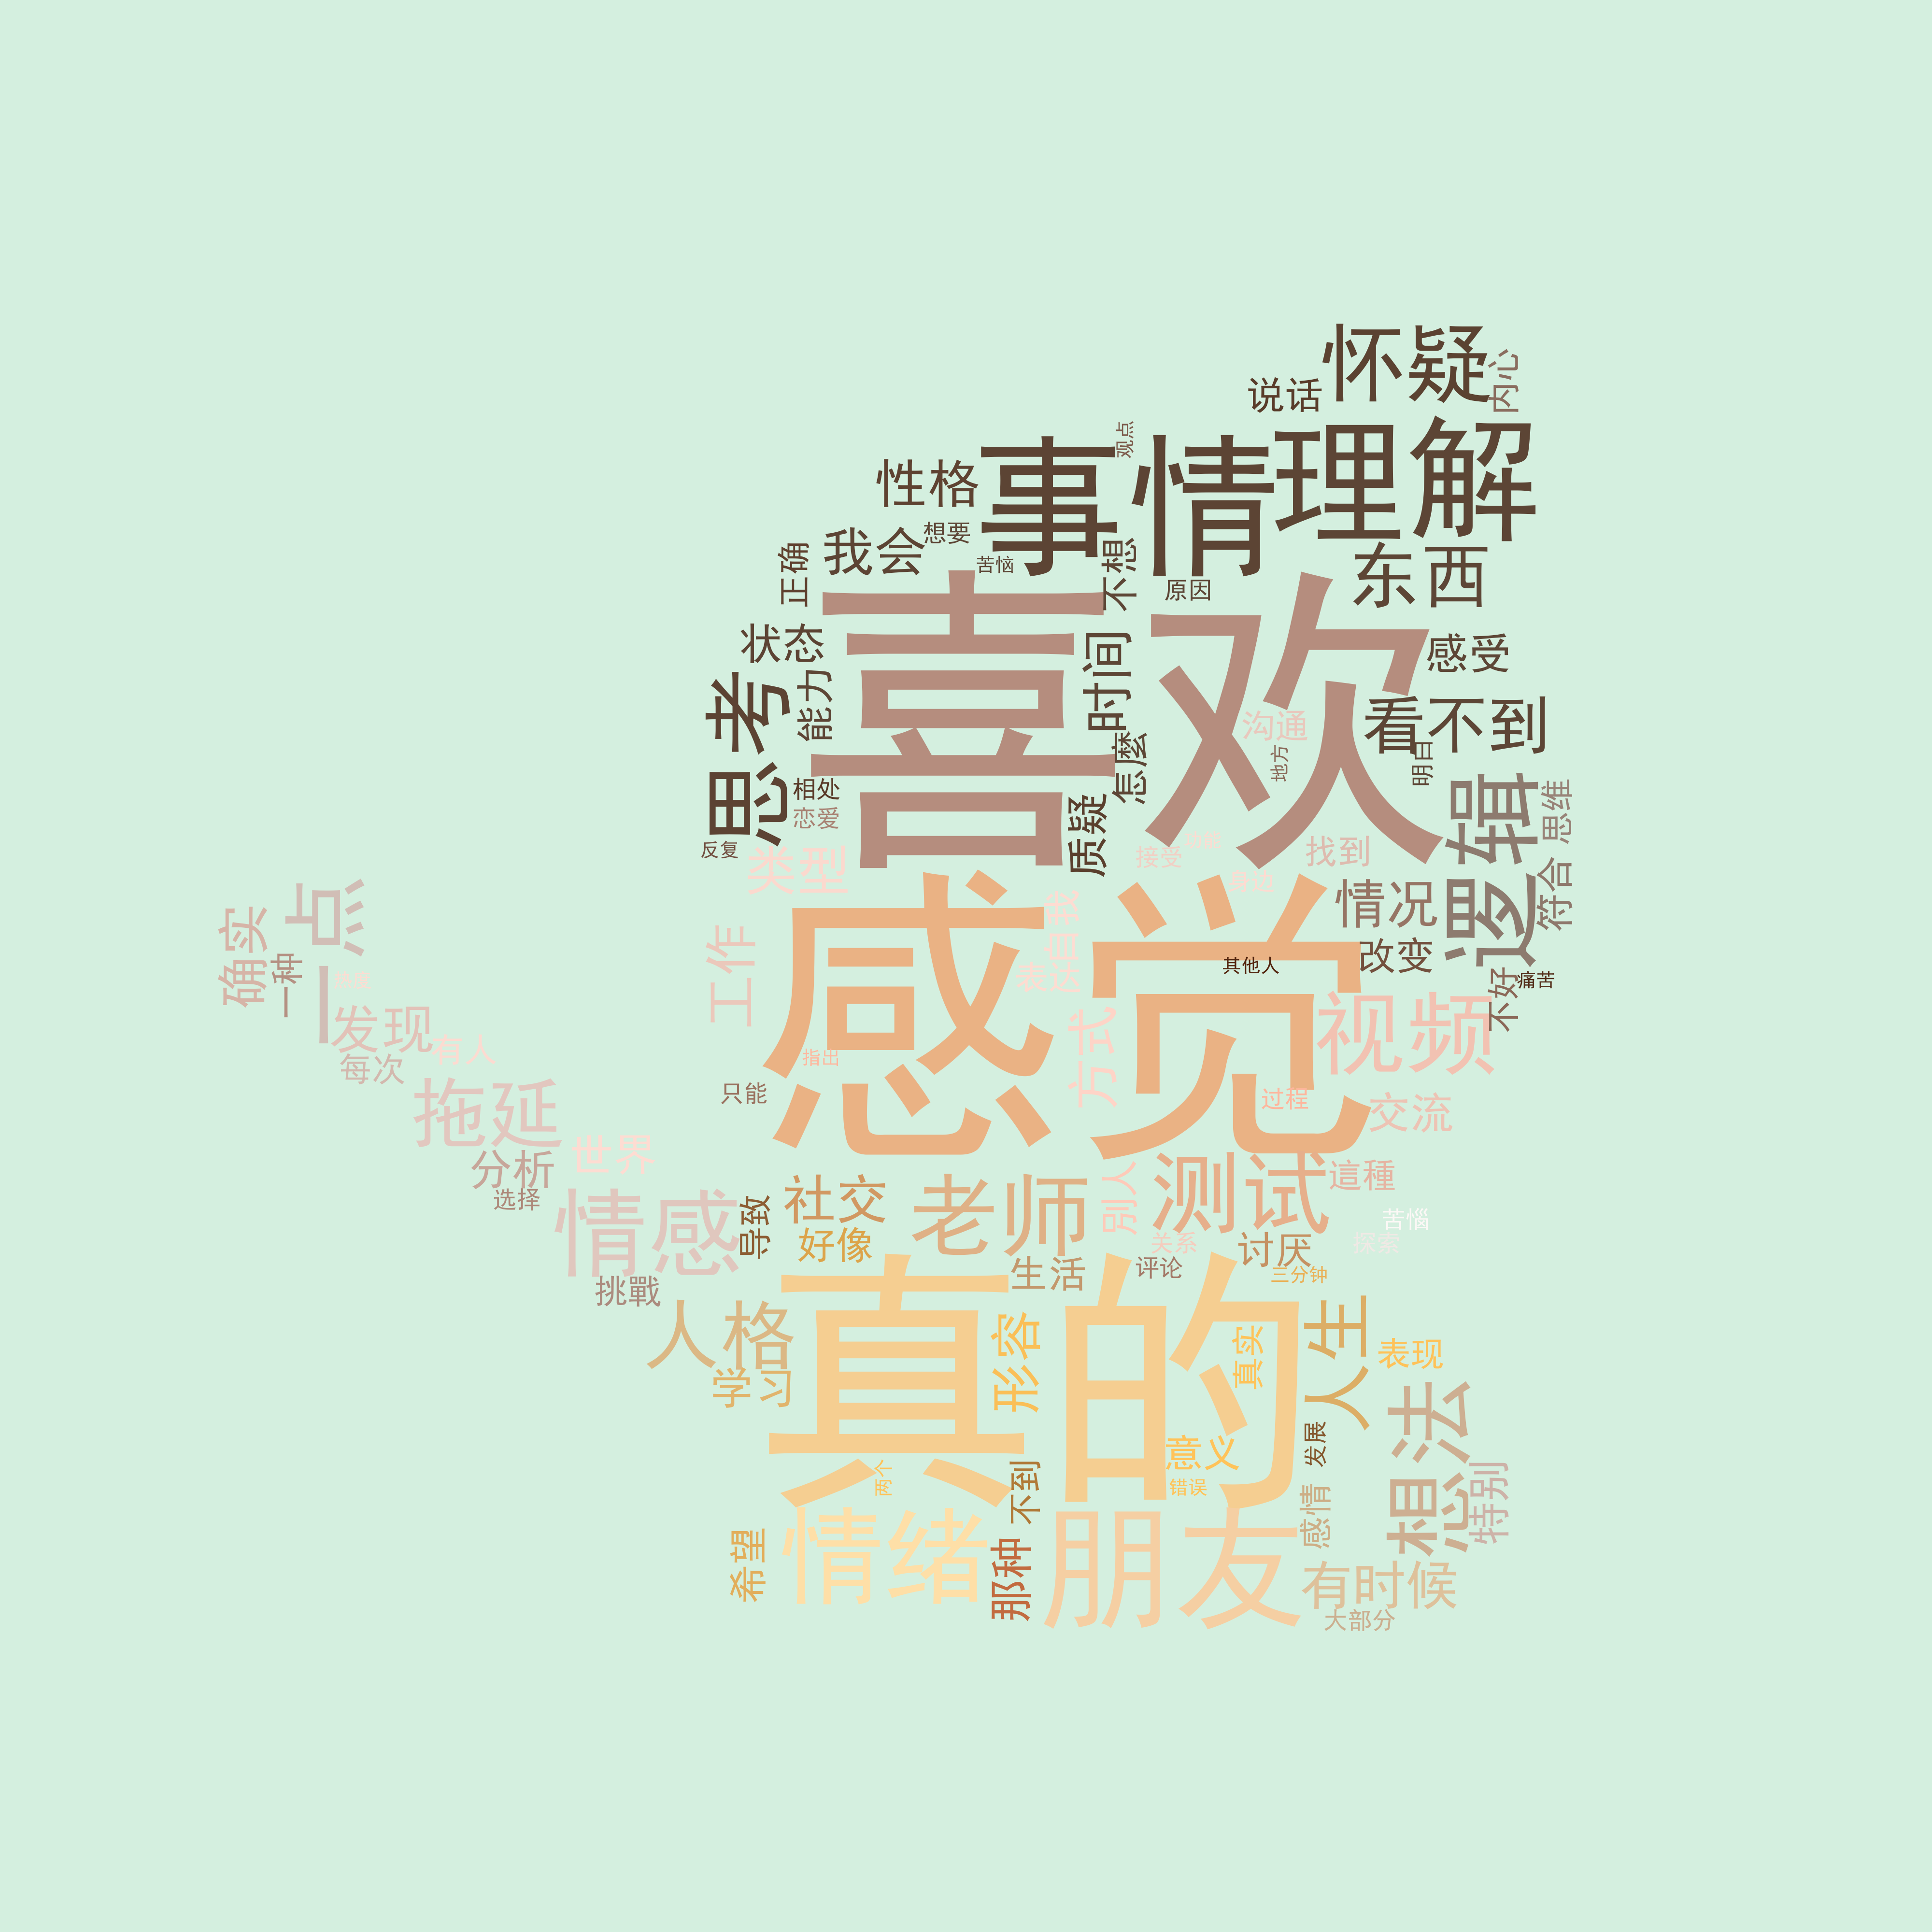 怀疑
内心
说话
观点
事情
理解
性格
想要
我会
苦恼
不想
正确
原因
东西
喜欢
状态
时间
感受
能力
思考
看不到
沟通
地方
明白
怎麼
相处
恋爱
质疑
逻辑
思维
反复
类型
接受
找到
符合
情况
一点
确实
一种
感觉
自我
表达
工作
其他人
改变
不好
痛苦
视频
发现
有人
每次
方式
指出
只能
过程
交流
拖延
世界
分析
选择
情感
导致
社交
好像
老师
别人
测试
這種
苦惱
探索
关系
讨厌
三分钟
生活
评论
挑戰
人格
学习
真的
形容
真实
人生
表现
想法
特别
意义
错误
发展
两个
不到
感情
情绪
希望
那种
朋友
有时候
大部分